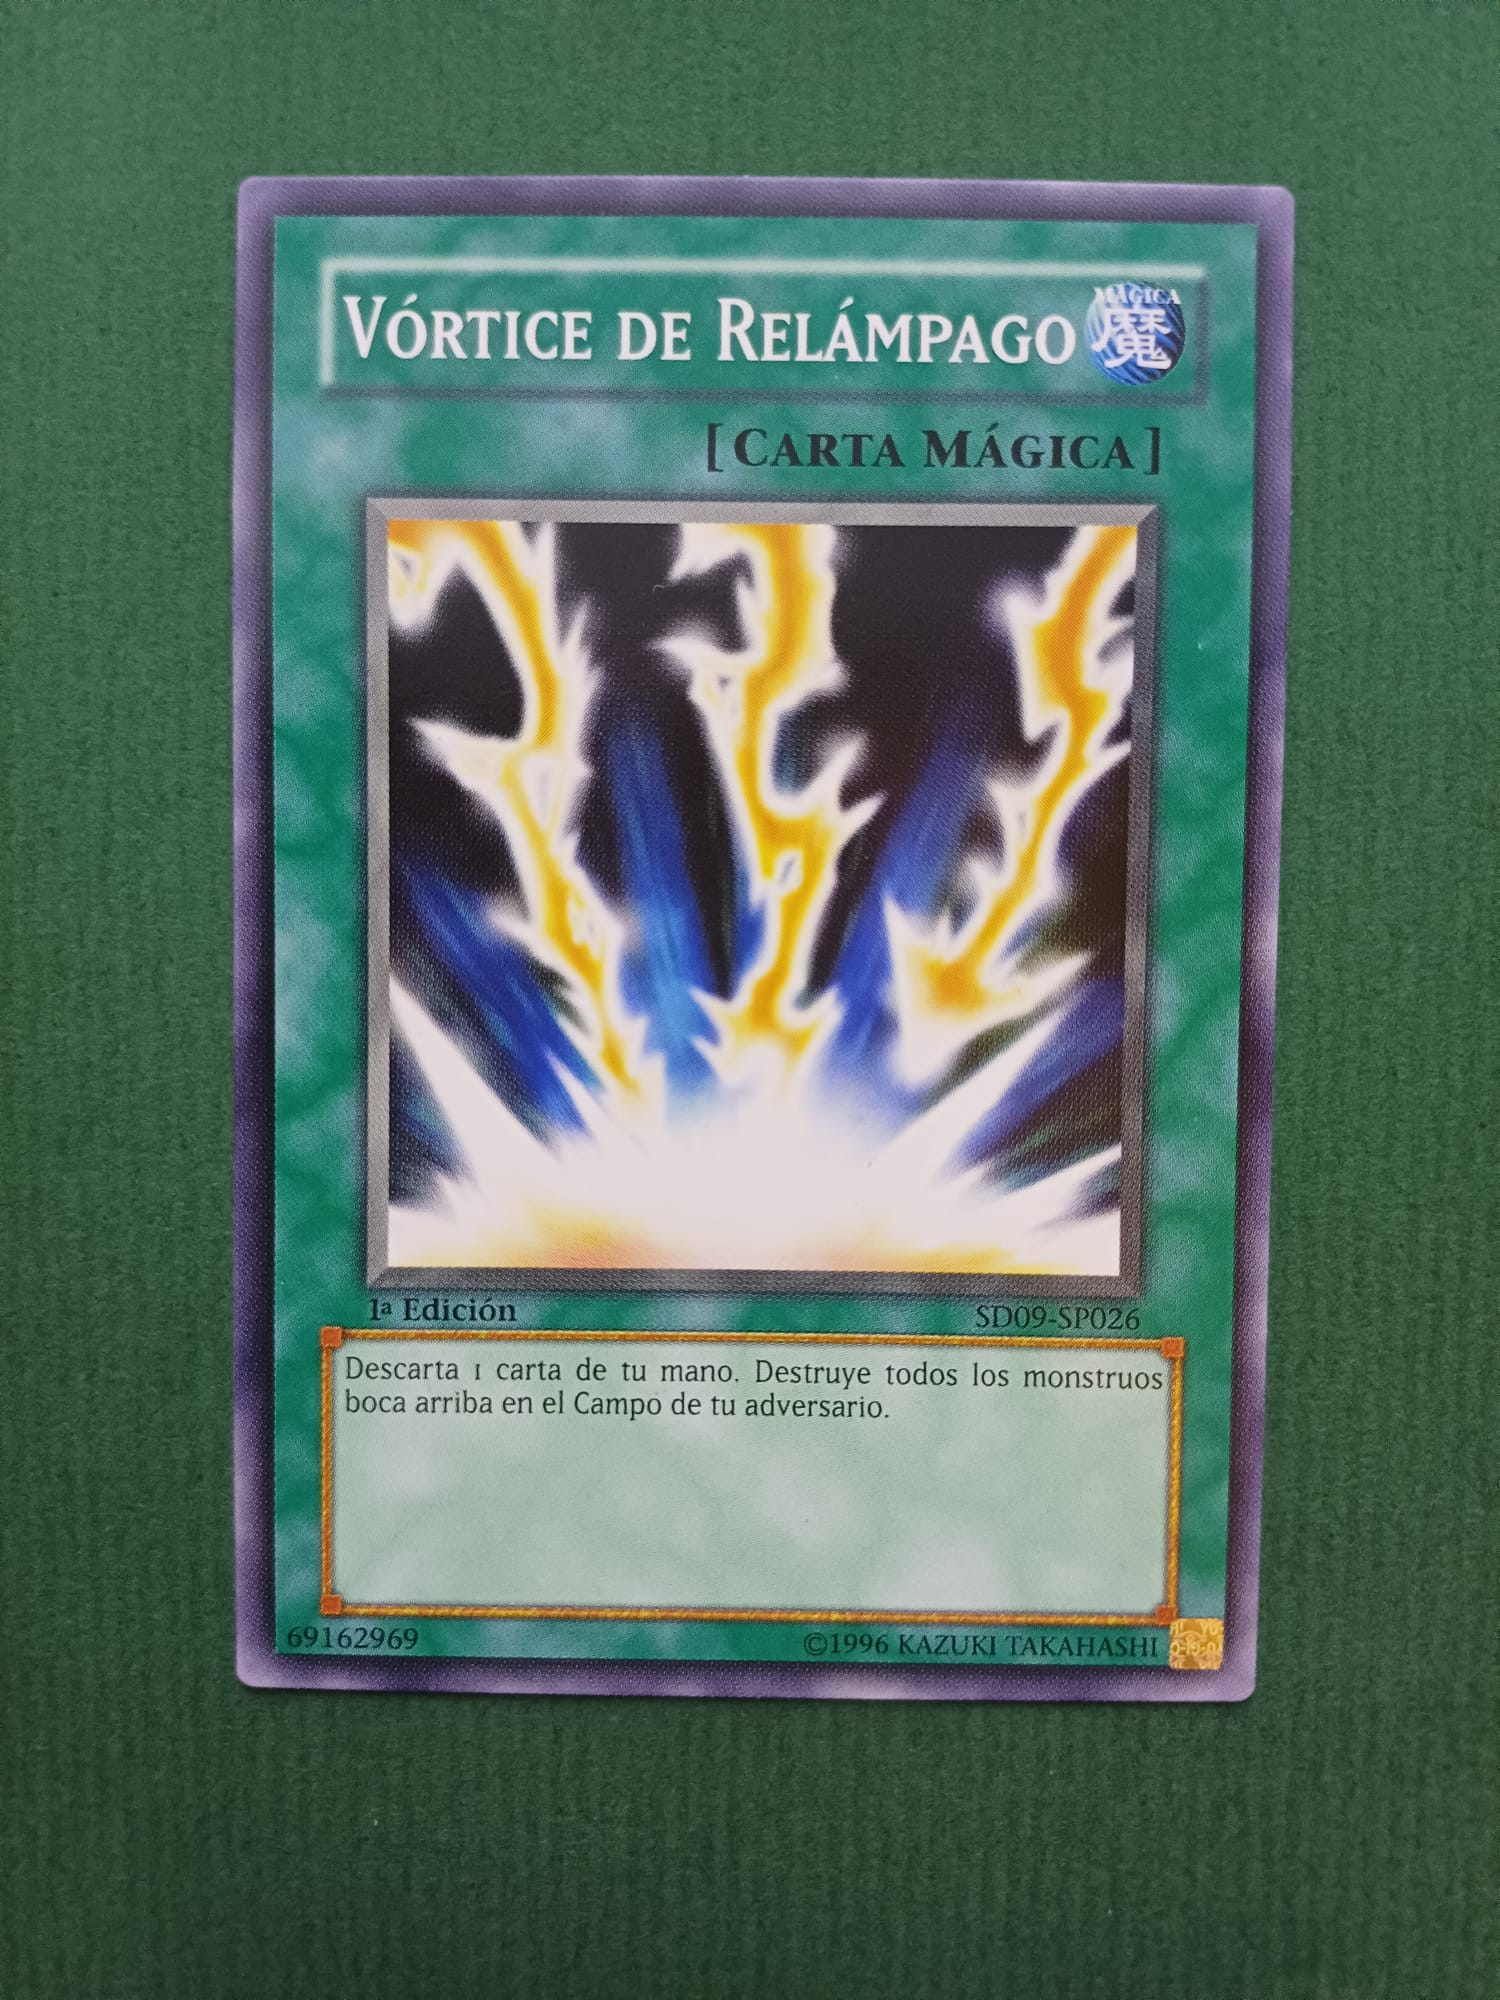 VÓRTICE DE RELÁMPAGO
MÁGICA
魔
[CARTA MÁGICA]
1ª Edición
SD09-SP026
Descarta 1 carta de tu mano. Destruye todos los monstruos
boca arriba en el Campo de tu adversario.
69162969
©1996 KAZUKI TAKAHASHI